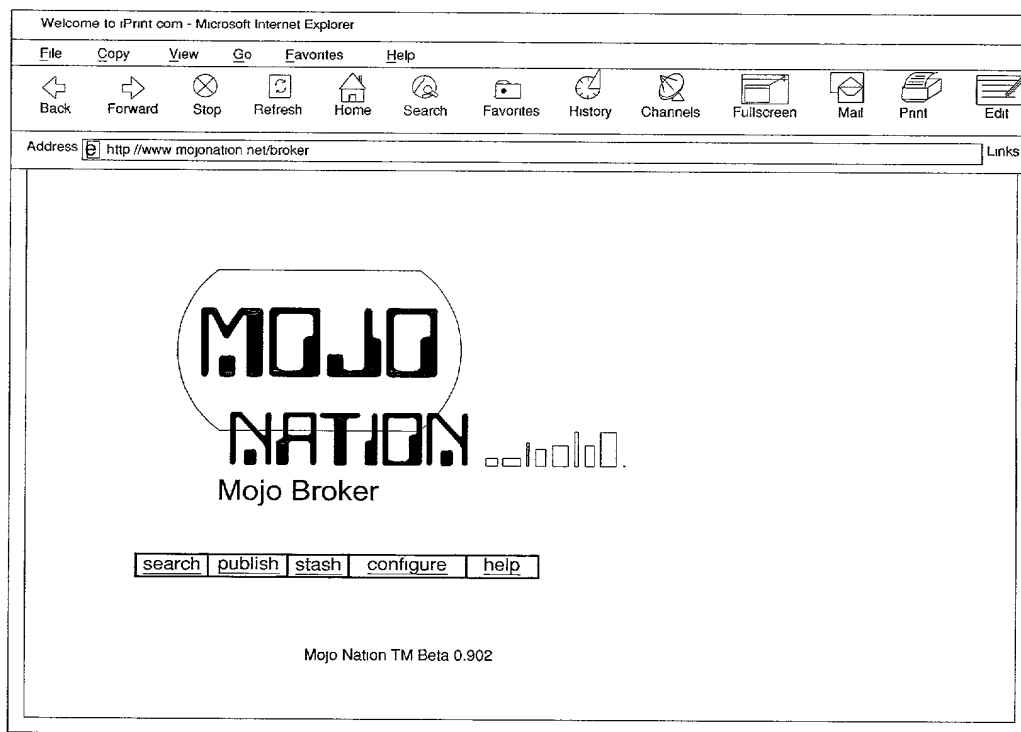 Welcome to iPrint com - Microsoft Internet Explorer
File Copy View Go Favorites Help
Back Forward Stop Refresh Home Search Favorites History Channels Fullscreen Mail Print Edit
Address e http //www mojonation net/broker Links
MOJO
NATION
Mojo Broker
search publish stash configure help
Mojo Nation TM Beta 0.902